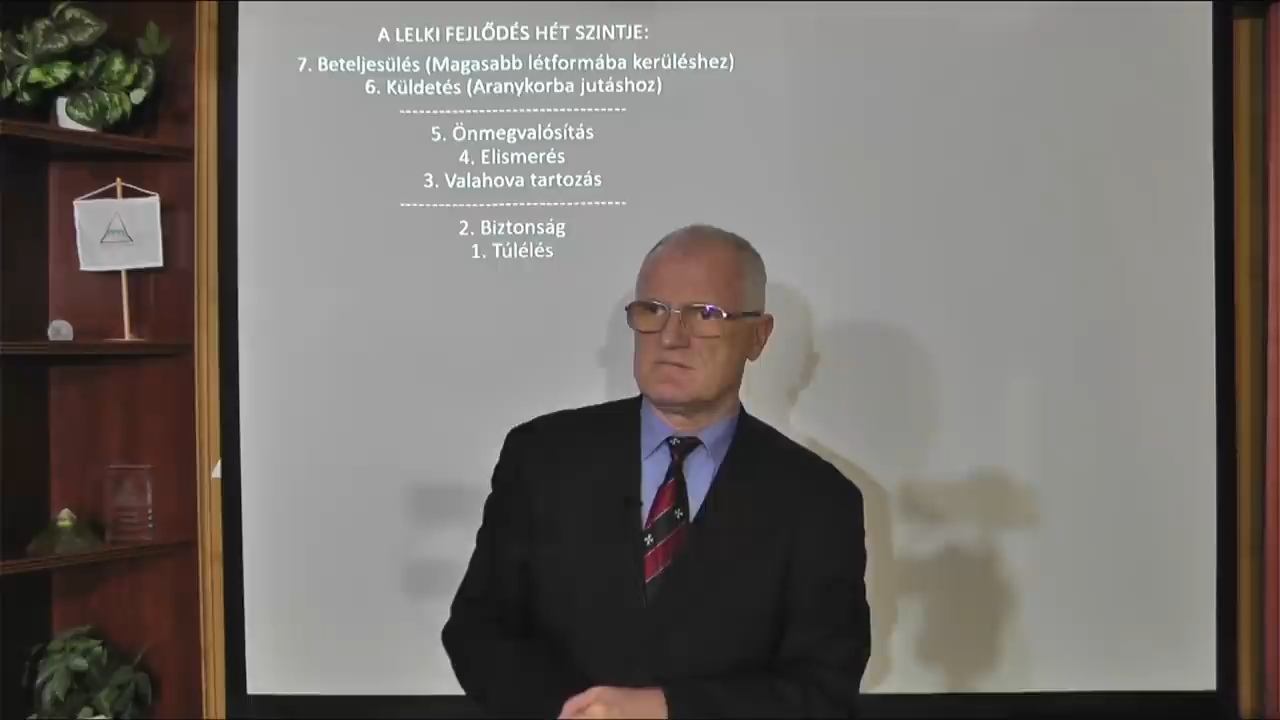 A LELKI FEJLŐDÉS HÉT SZINTJE:
7. Beteljesülés (Magasabb létformába kerüléshez)
6. Küldetés (Aranykorba jutáshoz)
--------------------------------
5. Önmegvalósítás
4. Elismerés
3. Valahova tartozás
--------------------------------
2. Biztonság
1. Túlélés